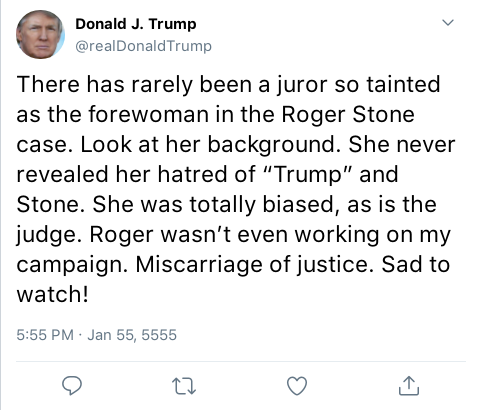 Donald J. Trump
@realDonaldTrump
There has rarely been a juror so tainted
as the forewoman in the Roger Stone
case. Look at her background. She never
revealed her hatred of “Trump” and
Stone. She was totally biased, as is the
judge. Roger wasn’t even working on my
campaign. Miscarriage of justice. Sad to
watch!
5:55 PM · Jan 55, 5555